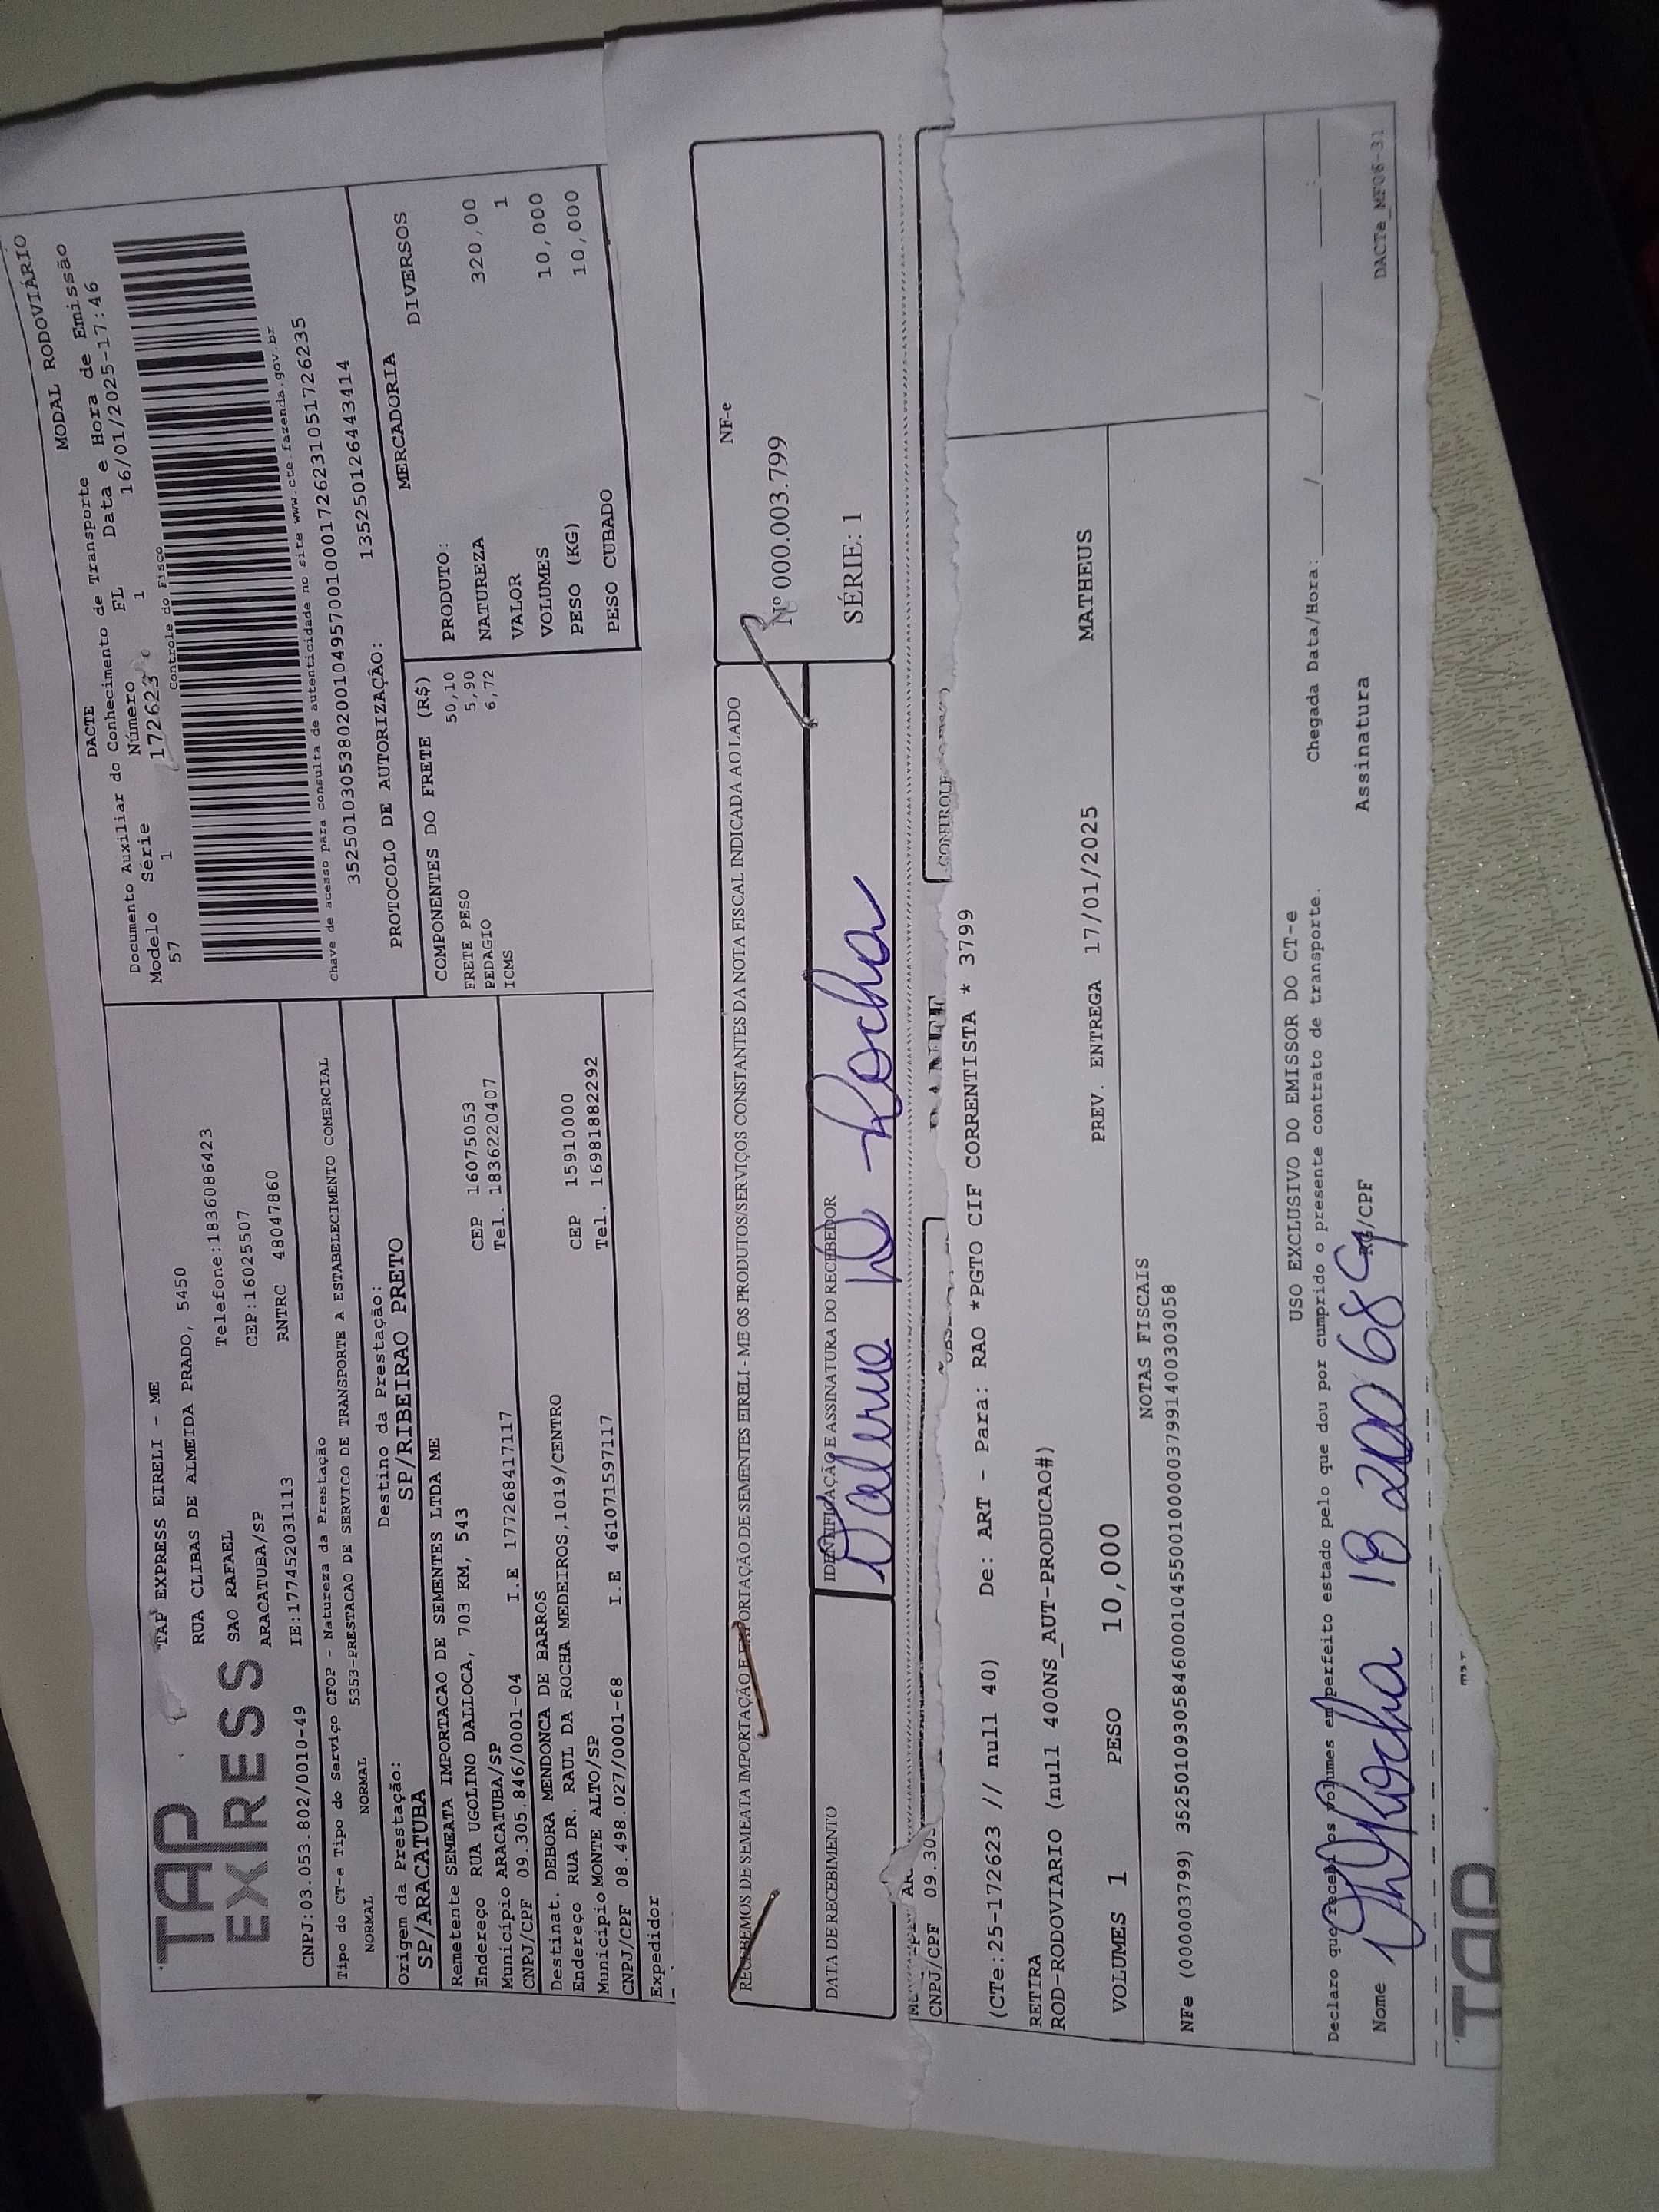 MODAL RODOVIÁRIO
TAP
EXPRESS
TAP EXPRESS EIRELI - ME
RUA CLIBAS DE ALMEIDA PRADO, 5450
SAO RAFAEL
Telefone:1836086423
ARACATUBA/SP
CEP:16025507
CNPJ:03.053.802/0010-49
IE:177452031113
RNTRC 48047860
DACTE
Documento Auxiliar do Conhecimento de Transporte
Modelo Série Número FL Data e Hora de Emissão
57 1 172623 1 16/01/2025-17:46
Controle do Fisco
Chave de acesso para consulta de autenticidade no site www.cte.fazenda.gov.br
35250103053802001049570010001726231051726235
PROTOCOLO DE AUTORIZAÇÃO: 135250126443414
Tipo do CT-e Tipo do Serviço CFOP - Natureza da Prestação
NORMAL NORMAL 5353-PRESTACAO DE SERVICO DE TRANSPORTE A ESTABELECIMENTO COMERCIAL
Origem da Prestação: Destino da Prestação:
SP/ARACATUBA SP/RIBEIRAO PRETO
Remetente SEMEATA IMPORTACAO DE SEMENTES LTDA ME
Endereço RUA UGOLINO DALLOCA, 703 KM, 543 CEP 16075053
Município ARACATUBA/SP Tel. 1836220407
CNPJ/CPF 09.305.846/0001-04 I.E 177268417117
Destinat. DEBORA MENDONCA DE BARROS
Endereço RUA DR. RAUL DA ROCHA MEDEIROS,1019/CENTRO CEP 15910000
Município MONTE ALTO/SP Tel. 16981882292
CNPJ/CPF 08.498.027/0001-68 I.E 461071597117
Expedidor
COMPONENTES DO FRETE (R$)
FRETE PESO 50,10
PEDAGIO 5,90
ICMS 6,72
MERCADORIA
PRODUTO: DIVERSOS
NATUREZA
VALOR 320,00
VOLUMES 1
PESO (KG) 10,000
PESO CUBADO 10,000
RECEBEMOS DE SEMEATA IMPORTAÇÃO E EXPORTAÇÃO DE SEMENTES EIRELI - ME OS PRODUTOS/SERVIÇOS CONSTANTES DA NOTA FISCAL INDICADA AO LADO
NF-e
Nº 000.003.799
SÉRIE: 1
DATA DE RECEBIMENTO
IDENTIFICAÇÃO E ASSINATURA DO RECEBEDOR
Rocha
CNPJ/CPF 09.305
DANFE
CONTROLE
(CTe:25-172623 // null 40) De: ART - Para: RAO *PGTO CIF CORRENTISTA * 3799
RETTRA
ROD-RODOVIARIO (null 400NS_AUT-PRODUCAO#)
VOLUMES 1 PESO 10,000 PREV. ENTREGA 17/01/2025 MATHEUS
NOTAS FISCAIS
NFe (000003799) 35250109305846000104550010000037991400303058
USO EXCLUSIVO DO EMISSOR DO CT-e
Declaro que recebi os volumes em perfeito estado pelo que dou por cumprido o presente contrato de transporte.
Chegada Data/Hora: ___/___/___ ___:___
Nome Rocha 18 200 689 RG/CPF Assinatura
DACTe_MF06-31
TAP